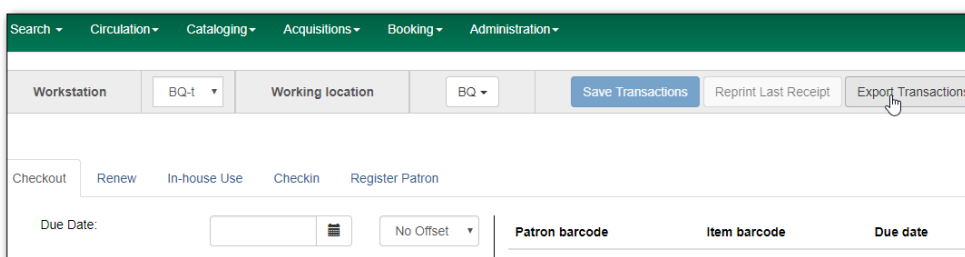 Search Circulation Cataloging Acquisitions Booking Administration
Workstation BQ-t Working location BQ Save Transactions Reprint Last Receipt Export Transactions
Checkout Renew In-house Use Checkin Register Patron
Due Date: No Offset Patron barcode Item barcode Due date